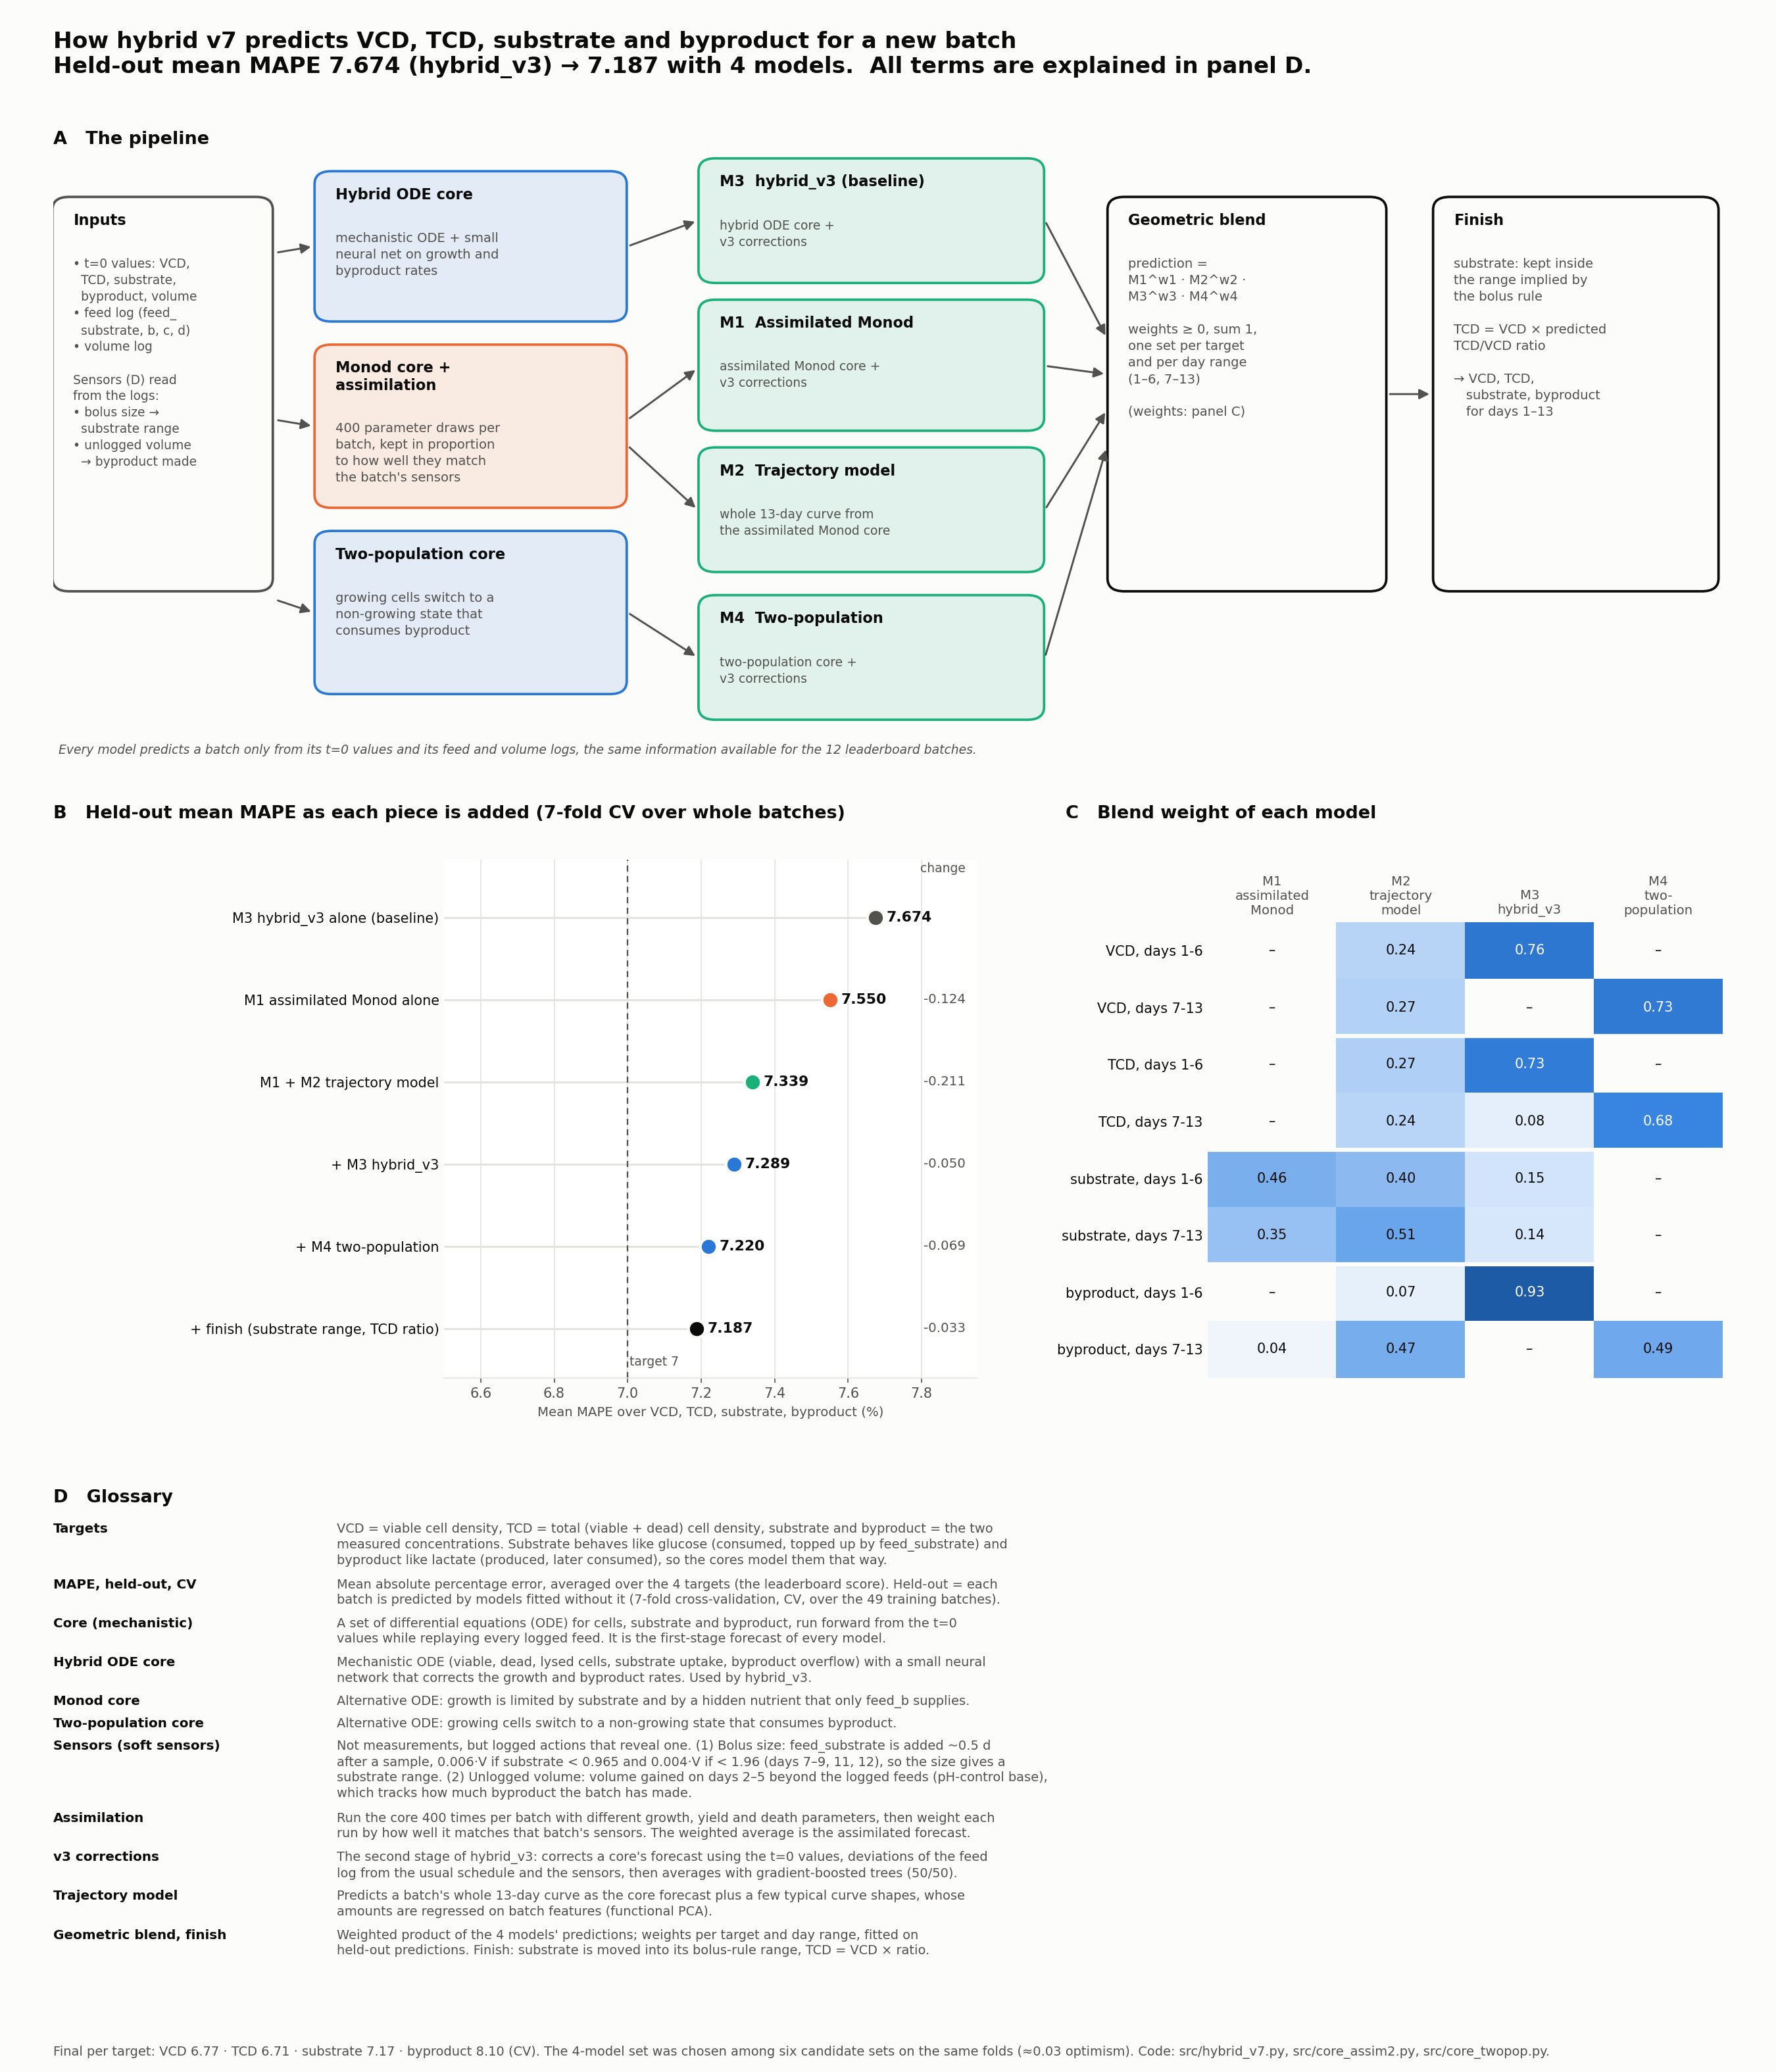 How hybrid v7 predicts VCD, TCD, substrate and byproduct for a new batch
Held-out mean MAPE 7.674 (hybrid_v3) → 7.187 with 4 models.  All terms are explained in panel D.
A   The pipeline
Inputs
• t=0 values: VCD,
TCD, substrate,
byproduct, volume
• feed log (feed_
substrate, b, c, d)
• volume log
Sensors (D) read
from the logs:
• bolus size →
substrate range
• unlogged volume
→ byproduct made
Hybrid ODE core
mechanistic ODE + small
neural net on growth and
byproduct rates
Monod core +
assimilation
400 parameter draws per
batch, kept in proportion
to how well they match
the batch's sensors
Two-population core
growing cells switch to a
non-growing state that
consumes byproduct
M3  hybrid_v3 (baseline)
hybrid ODE core +
v3 corrections
M1  Assimilated Monod
assimilated Monod core +
v3 corrections
M2  Trajectory model
whole 13-day curve from
the assimilated Monod core
M4  Two-population
two-population core +
v3 corrections
Geometric blend
prediction =
M1^w1 · M2^w2 ·
M3^w3 · M4^w4
weights ≥ 0, sum 1,
one set per target
and per day range
(1–6, 7–13)
(weights: panel C)
Finish
substrate: kept inside
the range implied by
the bolus rule
TCD = VCD × predicted
TCD/VCD ratio
→ VCD, TCD,
substrate, byproduct
for days 1–13
Every model predicts a batch only from its t=0 values and its feed and volume logs, the same information available for the 12 leaderboard batches.
B   Held-out mean MAPE as each piece is added (7-fold CV over whole batches)
change
M3 hybrid_v3 alone (baseline) 7.674
M1 assimilated Monod alone 7.550 -0.124
M1 + M2 trajectory model 7.339 -0.211
+ M3 hybrid_v3 7.289 -0.050
+ M4 two-population 7.220 -0.069
+ finish (substrate range, TCD ratio) 7.187 -0.033
target 7
6.6 6.8 7.0 7.2 7.4 7.6 7.8
Mean MAPE over VCD, TCD, substrate, byproduct (%)
C   Blend weight of each model
M1
assimilated
Monod
M2
trajectory
model
M3
hybrid_v3
M4
two-
population
VCD, days 1-6 – 0.24 0.76 –
VCD, days 7-13 – 0.27 – 0.73
TCD, days 1-6 – 0.27 0.73 –
TCD, days 7-13 – 0.24 0.08 0.68
substrate, days 1-6 0.46 0.40 0.15 –
substrate, days 7-13 0.35 0.51 0.14 –
byproduct, days 1-6 – 0.07 0.93 –
byproduct, days 7-13 0.04 0.47 – 0.49
D   Glossary
Targets VCD = viable cell density, TCD = total (viable + dead) cell density, substrate and byproduct = the two
measured concentrations. Substrate behaves like glucose (consumed, topped up by feed_substrate) and
byproduct like lactate (produced, later consumed), so the cores model them that way.
MAPE, held-out, CV Mean absolute percentage error, averaged over the 4 targets (the leaderboard score). Held-out = each
batch is predicted by models fitted without it (7-fold cross-validation, CV, over the 49 training batches).
Core (mechanistic) A set of differential equations (ODE) for cells, substrate and byproduct, run forward from the t=0
values while replaying every logged feed. It is the first-stage forecast of every model.
Hybrid ODE core Mechanistic ODE (viable, dead, lysed cells, substrate uptake, byproduct overflow) with a small neural
network that corrects the growth and byproduct rates. Used by hybrid_v3.
Monod core Alternative ODE: growth is limited by substrate and by a hidden nutrient that only feed_b supplies.
Two-population core Alternative ODE: growing cells switch to a non-growing state that consumes byproduct.
Sensors (soft sensors) Not measurements, but logged actions that reveal one. (1) Bolus size: feed_substrate is added ~0.5 d
after a sample, 0.006·V if substrate < 0.965 and 0.004·V if < 1.96 (days 7–9, 11, 12), so the size gives a
substrate range. (2) Unlogged volume: volume gained on days 2–5 beyond the logged feeds (pH-control base),
which tracks how much byproduct the batch has made.
Assimilation Run the core 400 times per batch with different growth, yield and death parameters, then weight each
run by how well it matches that batch's sensors. The weighted average is the assimilated forecast.
v3 corrections The second stage of hybrid_v3: corrects a core's forecast using the t=0 values, deviations of the feed
log from the usual schedule and the sensors, then averages with gradient-boosted trees (50/50).
Trajectory model Predicts a batch's whole 13-day curve as the core forecast plus a few typical curve shapes, whose
amounts are regressed on batch features (functional PCA).
Geometric blend, finish Weighted product of the 4 models' predictions; weights per target and day range, fitted on
held-out predictions. Finish: substrate is moved into its bolus-rule range, TCD = VCD × ratio.
Final per target: VCD 6.77 · TCD 6.71 · substrate 7.17 · byproduct 8.10 (CV). The 4-model set was chosen among six candidate sets on the same folds (≈0.03 optimism). Code: src/hybrid_v7.py, src/core_assim2.py, src/core_twopop.py.